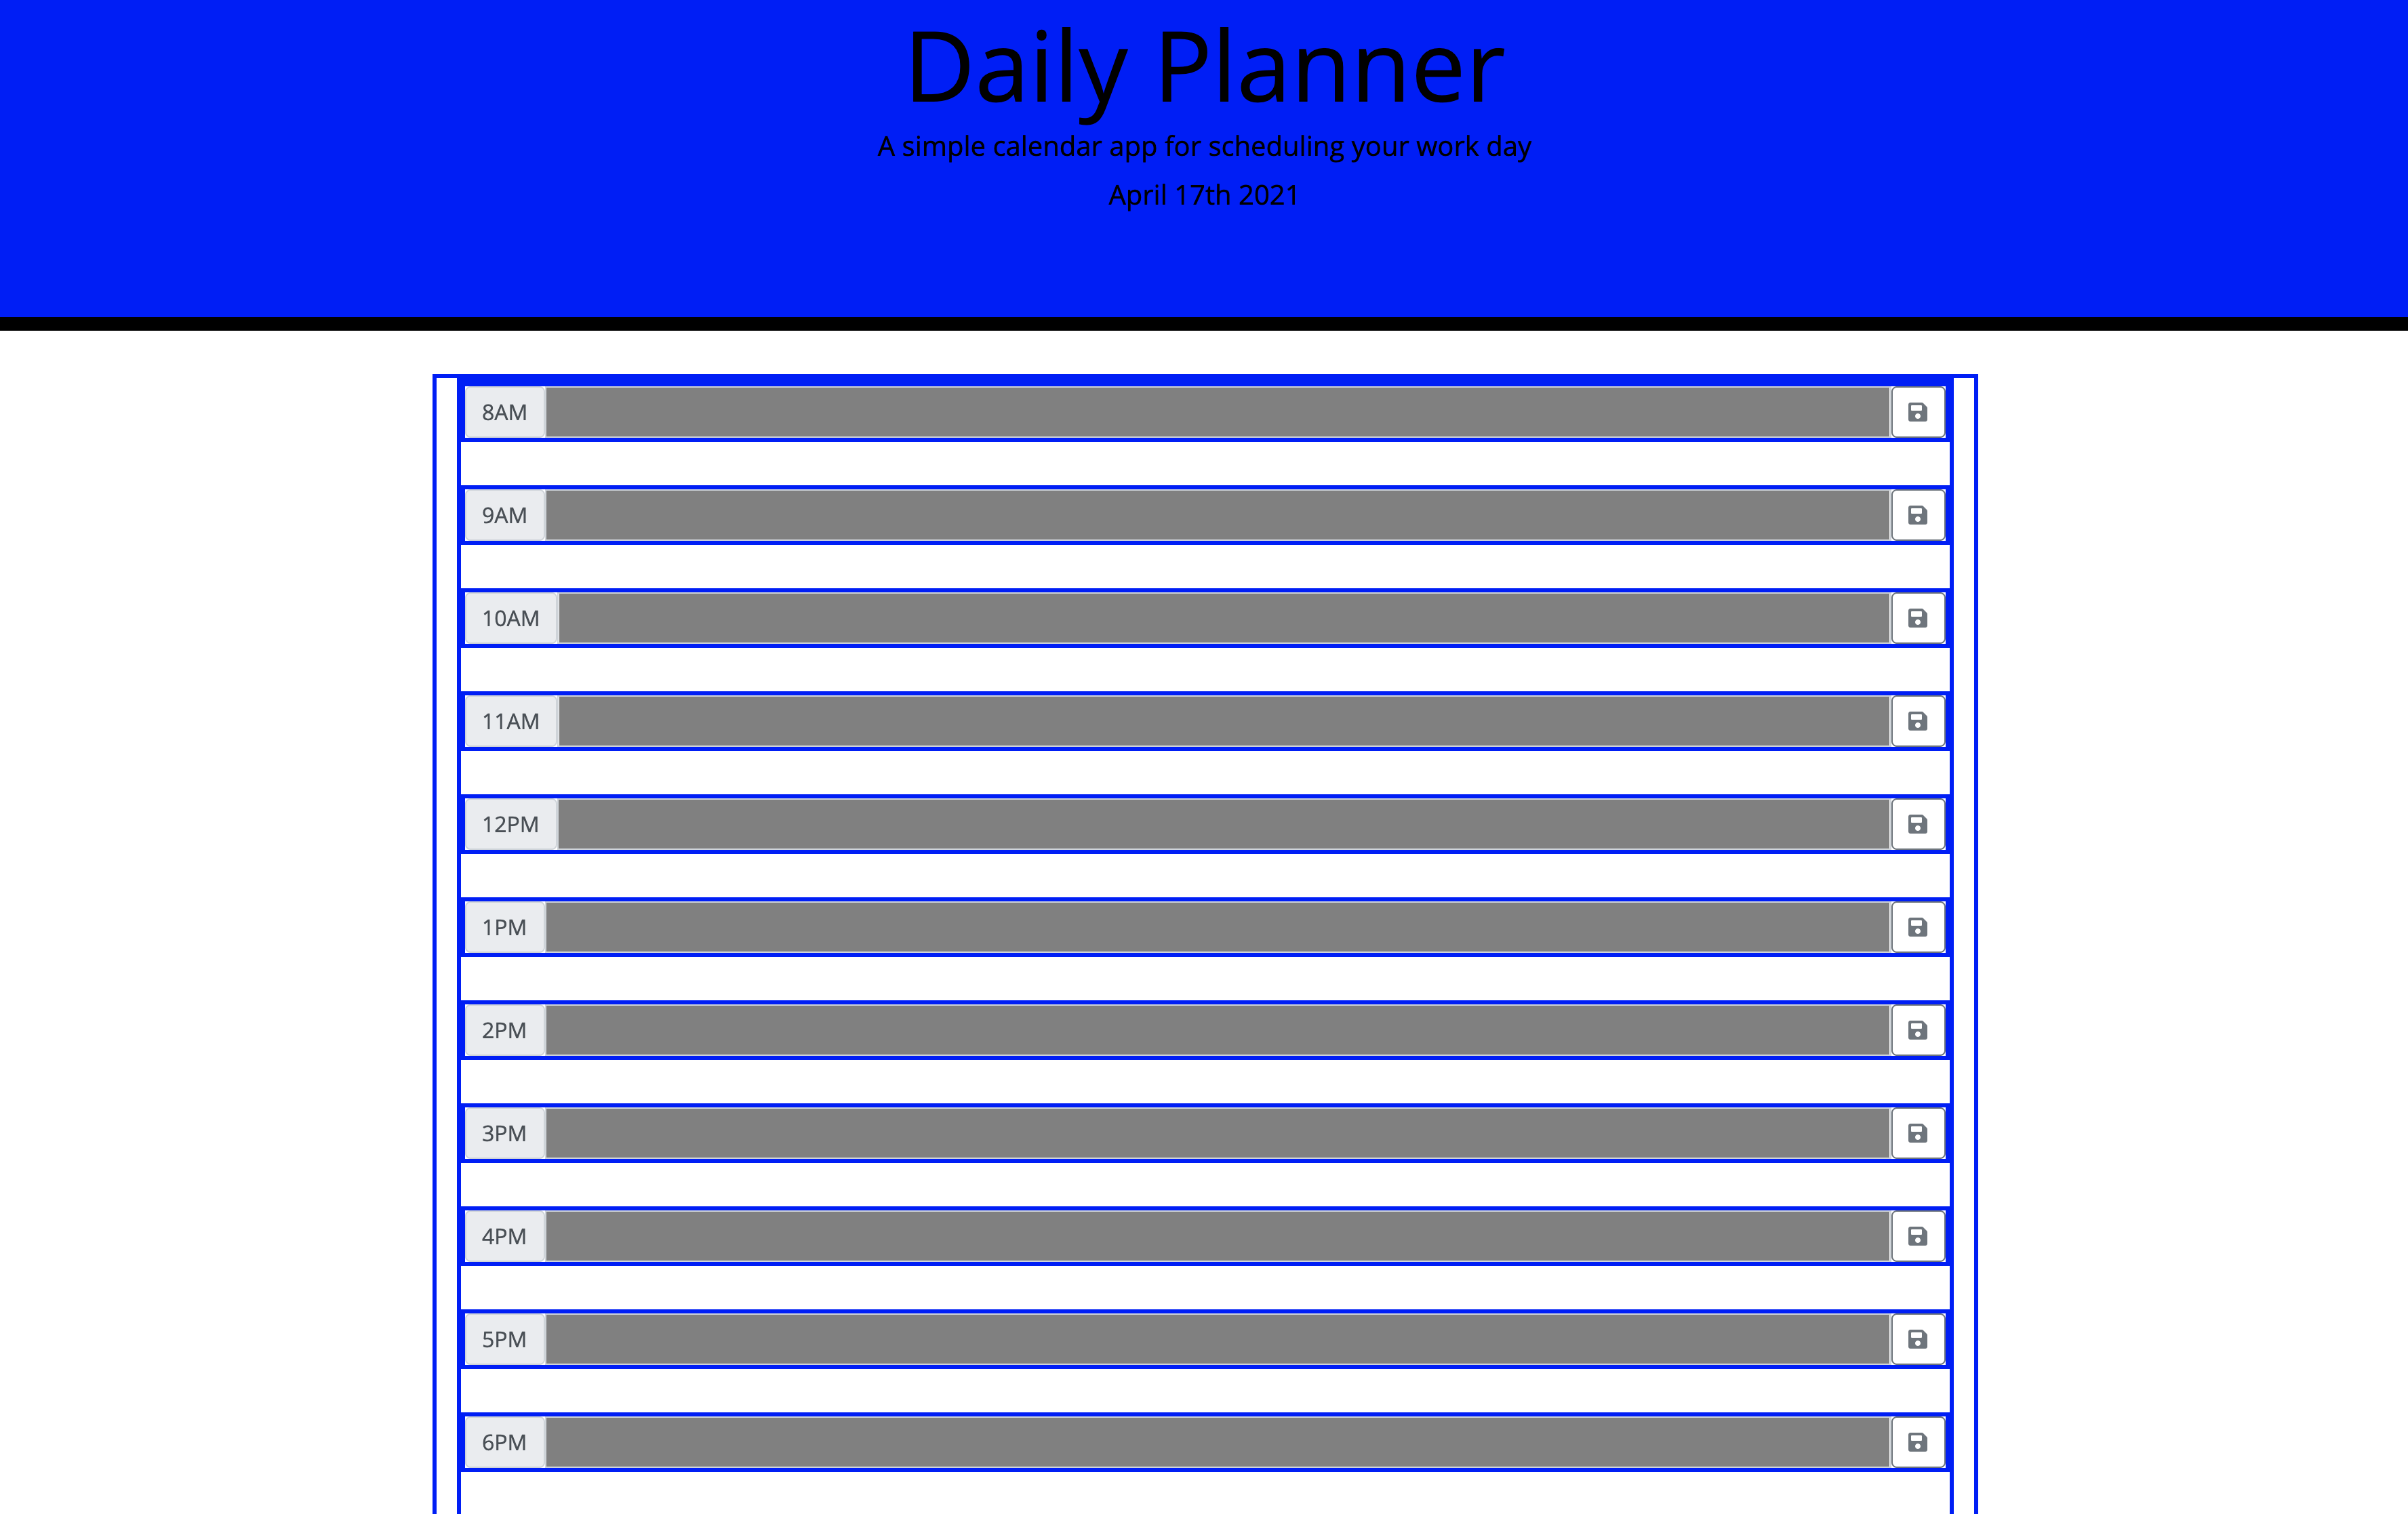 Daily Planner
A simple calendar app for scheduling your work day
April 17th 2021
8AM
9AM
10AM
11AM
12PM
1PM
2PM
3PM
4PM
5PM
6PM